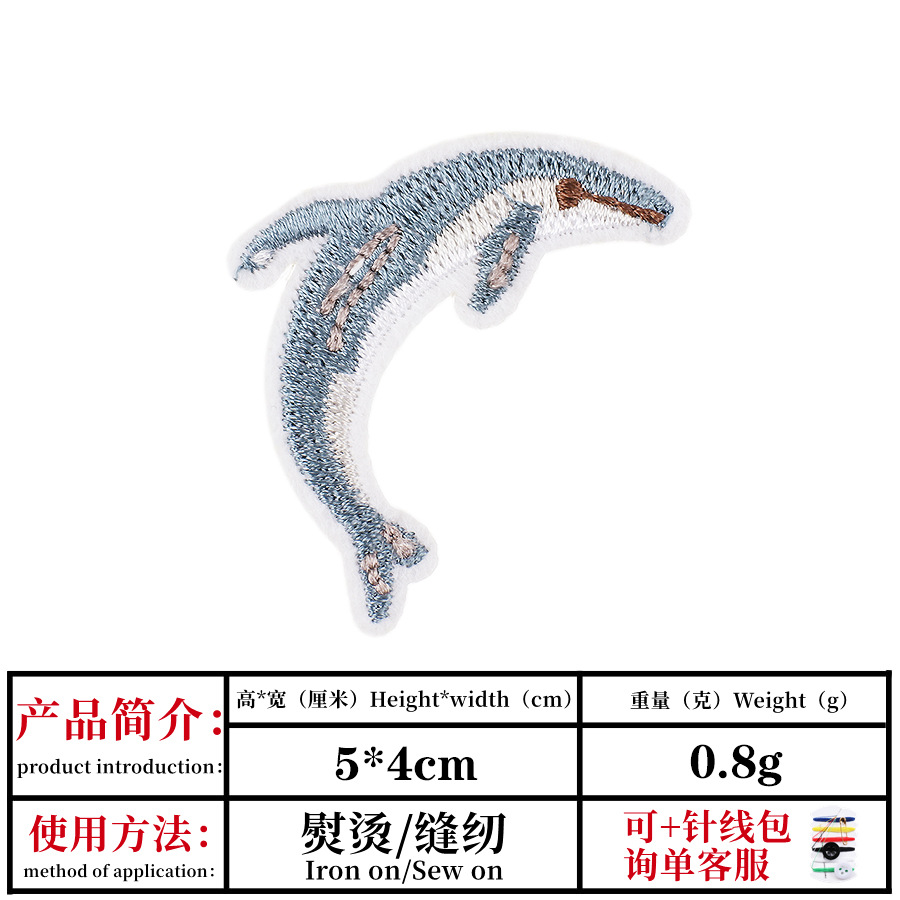 产品简介:
product introduction:
高*宽（厘米）Height*width（cm）
重量（克）Weight（g）
5*4cm
0.8g
使用方法:
method of application:
熨烫/缝纫
Iron on/Sew on
可+针线包
询单客服